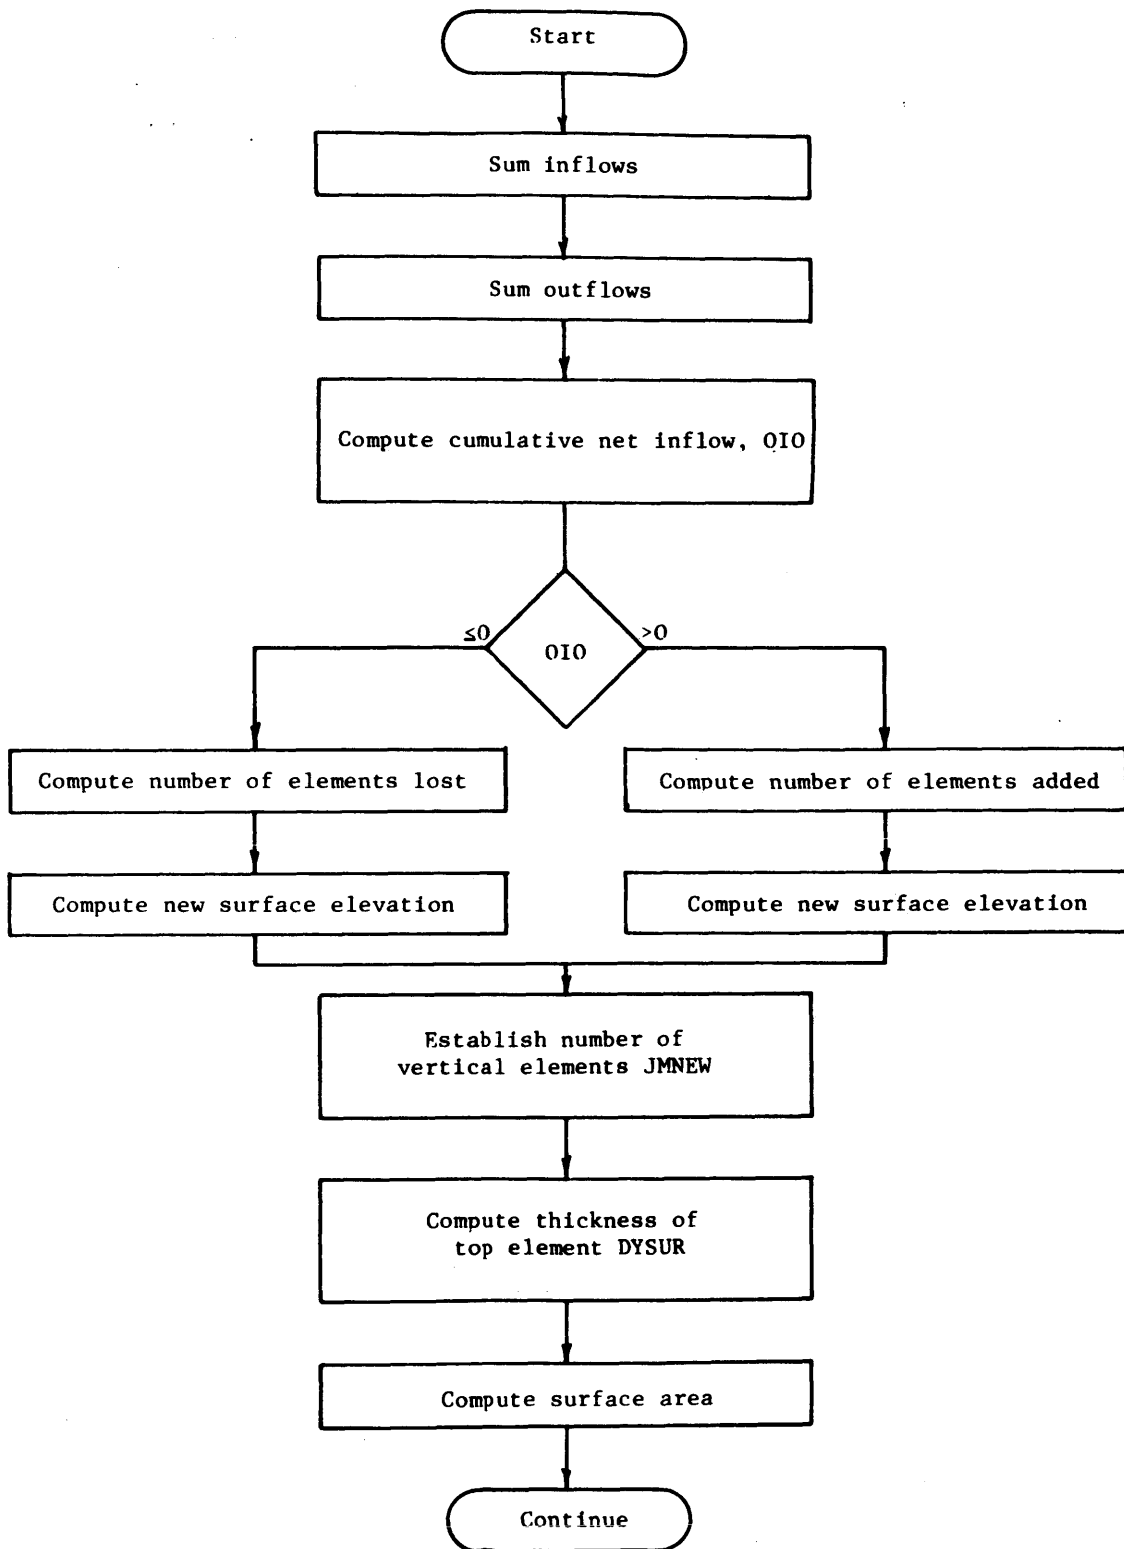 Start
Sum inflows
Sum outflows
Compute cumulative net inflow, OIO
≤0
>0
OIO
Compute number of elements lost
Compute number of elements added
Compute new surface elevation
Compute new surface elevation
Establish number of
vertical elements JMNEW
Compute thickness of
top element DYSUR
Compute surface area
Continue